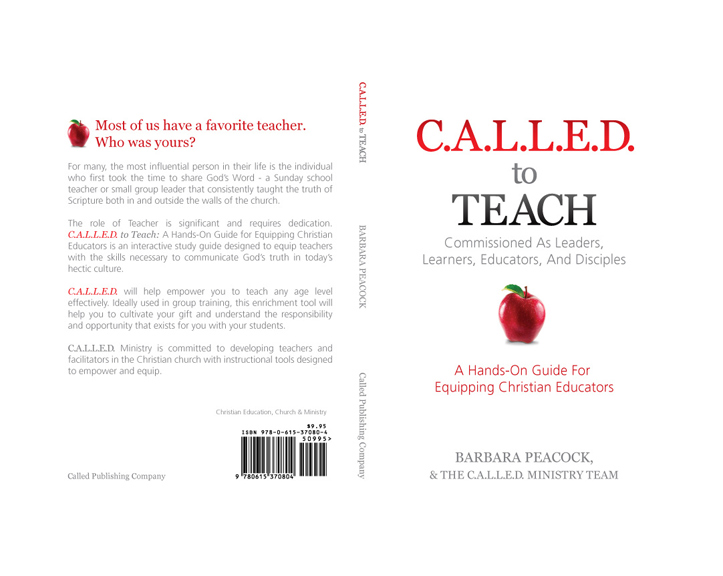 Most of us have a favorite teacher.
Who was yours?
For many, the most influential person in their life is the individual
who first took the time to share God's Word - a Sunday school
teacher or small group leader that consistently taught the truth of
Scripture both in and outside the walls of the church.
The role of Teacher is significant and requires dedication.
C.A.L.L.E.D. to Teach: A Hands-On Guide for Equipping Christian
Educators is an interactive study guide designed to equip teachers
with the skills necessary to communicate God's truth in today's
hectic culture.
C.A.L.L.E.D. will help empower you to teach any age level
effectively. Ideally used in group training, this enrichment tool will
help you to cultivate your gift and understand the responsibility
and opportunity that exists for you with your students.
C.A.L.L.E.D. Ministry is committed to developing teachers and
facilitators in the Christian church with instructional tools designed
to empower and equip.
Christian Education, Church & Ministry
$9.95
ISBN 978-0-615-37080-4
50995>
9 780615 370804
Called Publishing Company
C.A.L.L.E.D. to TEACH
BARBARA PEACOCK
Called Publishing Company
C.A.L.L.E.D.
to
TEACH
Commissioned As Leaders,
Learners, Educators, And Disciples
A Hands-On Guide For
Equipping Christian Educators
BARBARA PEACOCK,
& THE C.A.L.L.E.D. MINISTRY TEAM